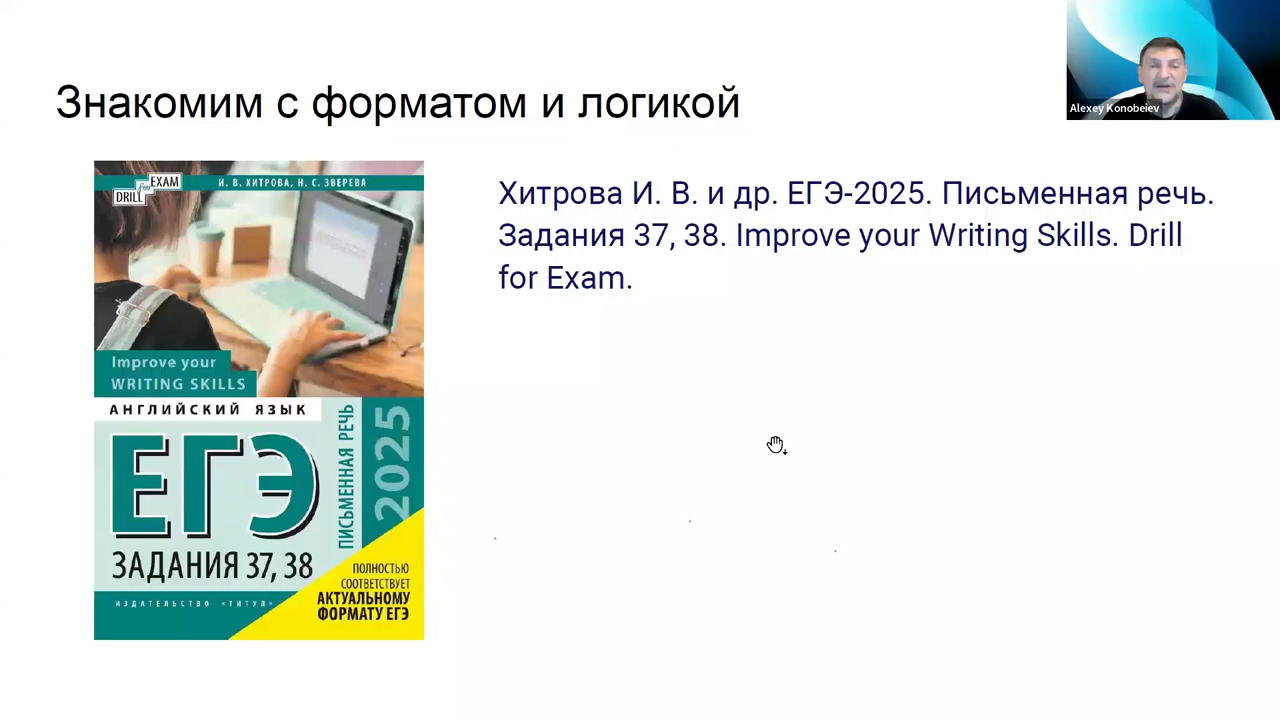 Знакомим с форматом и логикой
Alexey Konobeiev
DRILL for EXAM
И. В. ХИТРОВА, Н. С. ЗВЕРЕВА
Improve your
WRITING SKILLS
АНГЛИЙСКИЙ ЯЗЫК
ЕГЭ
ПИСЬМЕННАЯ РЕЧЬ
2025
ЗАДАНИЯ 37, 38
ПОЛНОСТЬЮ
СООТВЕТСТВУЕТ
АКТУАЛЬНОМУ
ФОРМАТУ ЕГЭ
ИЗДАТЕЛЬСТВО «ТИТУЛ»
Хитрова И. В. и др. ЕГЭ-2025. Письменная речь.
Задания 37, 38. Improve your Writing Skills. Drill
for Exam.